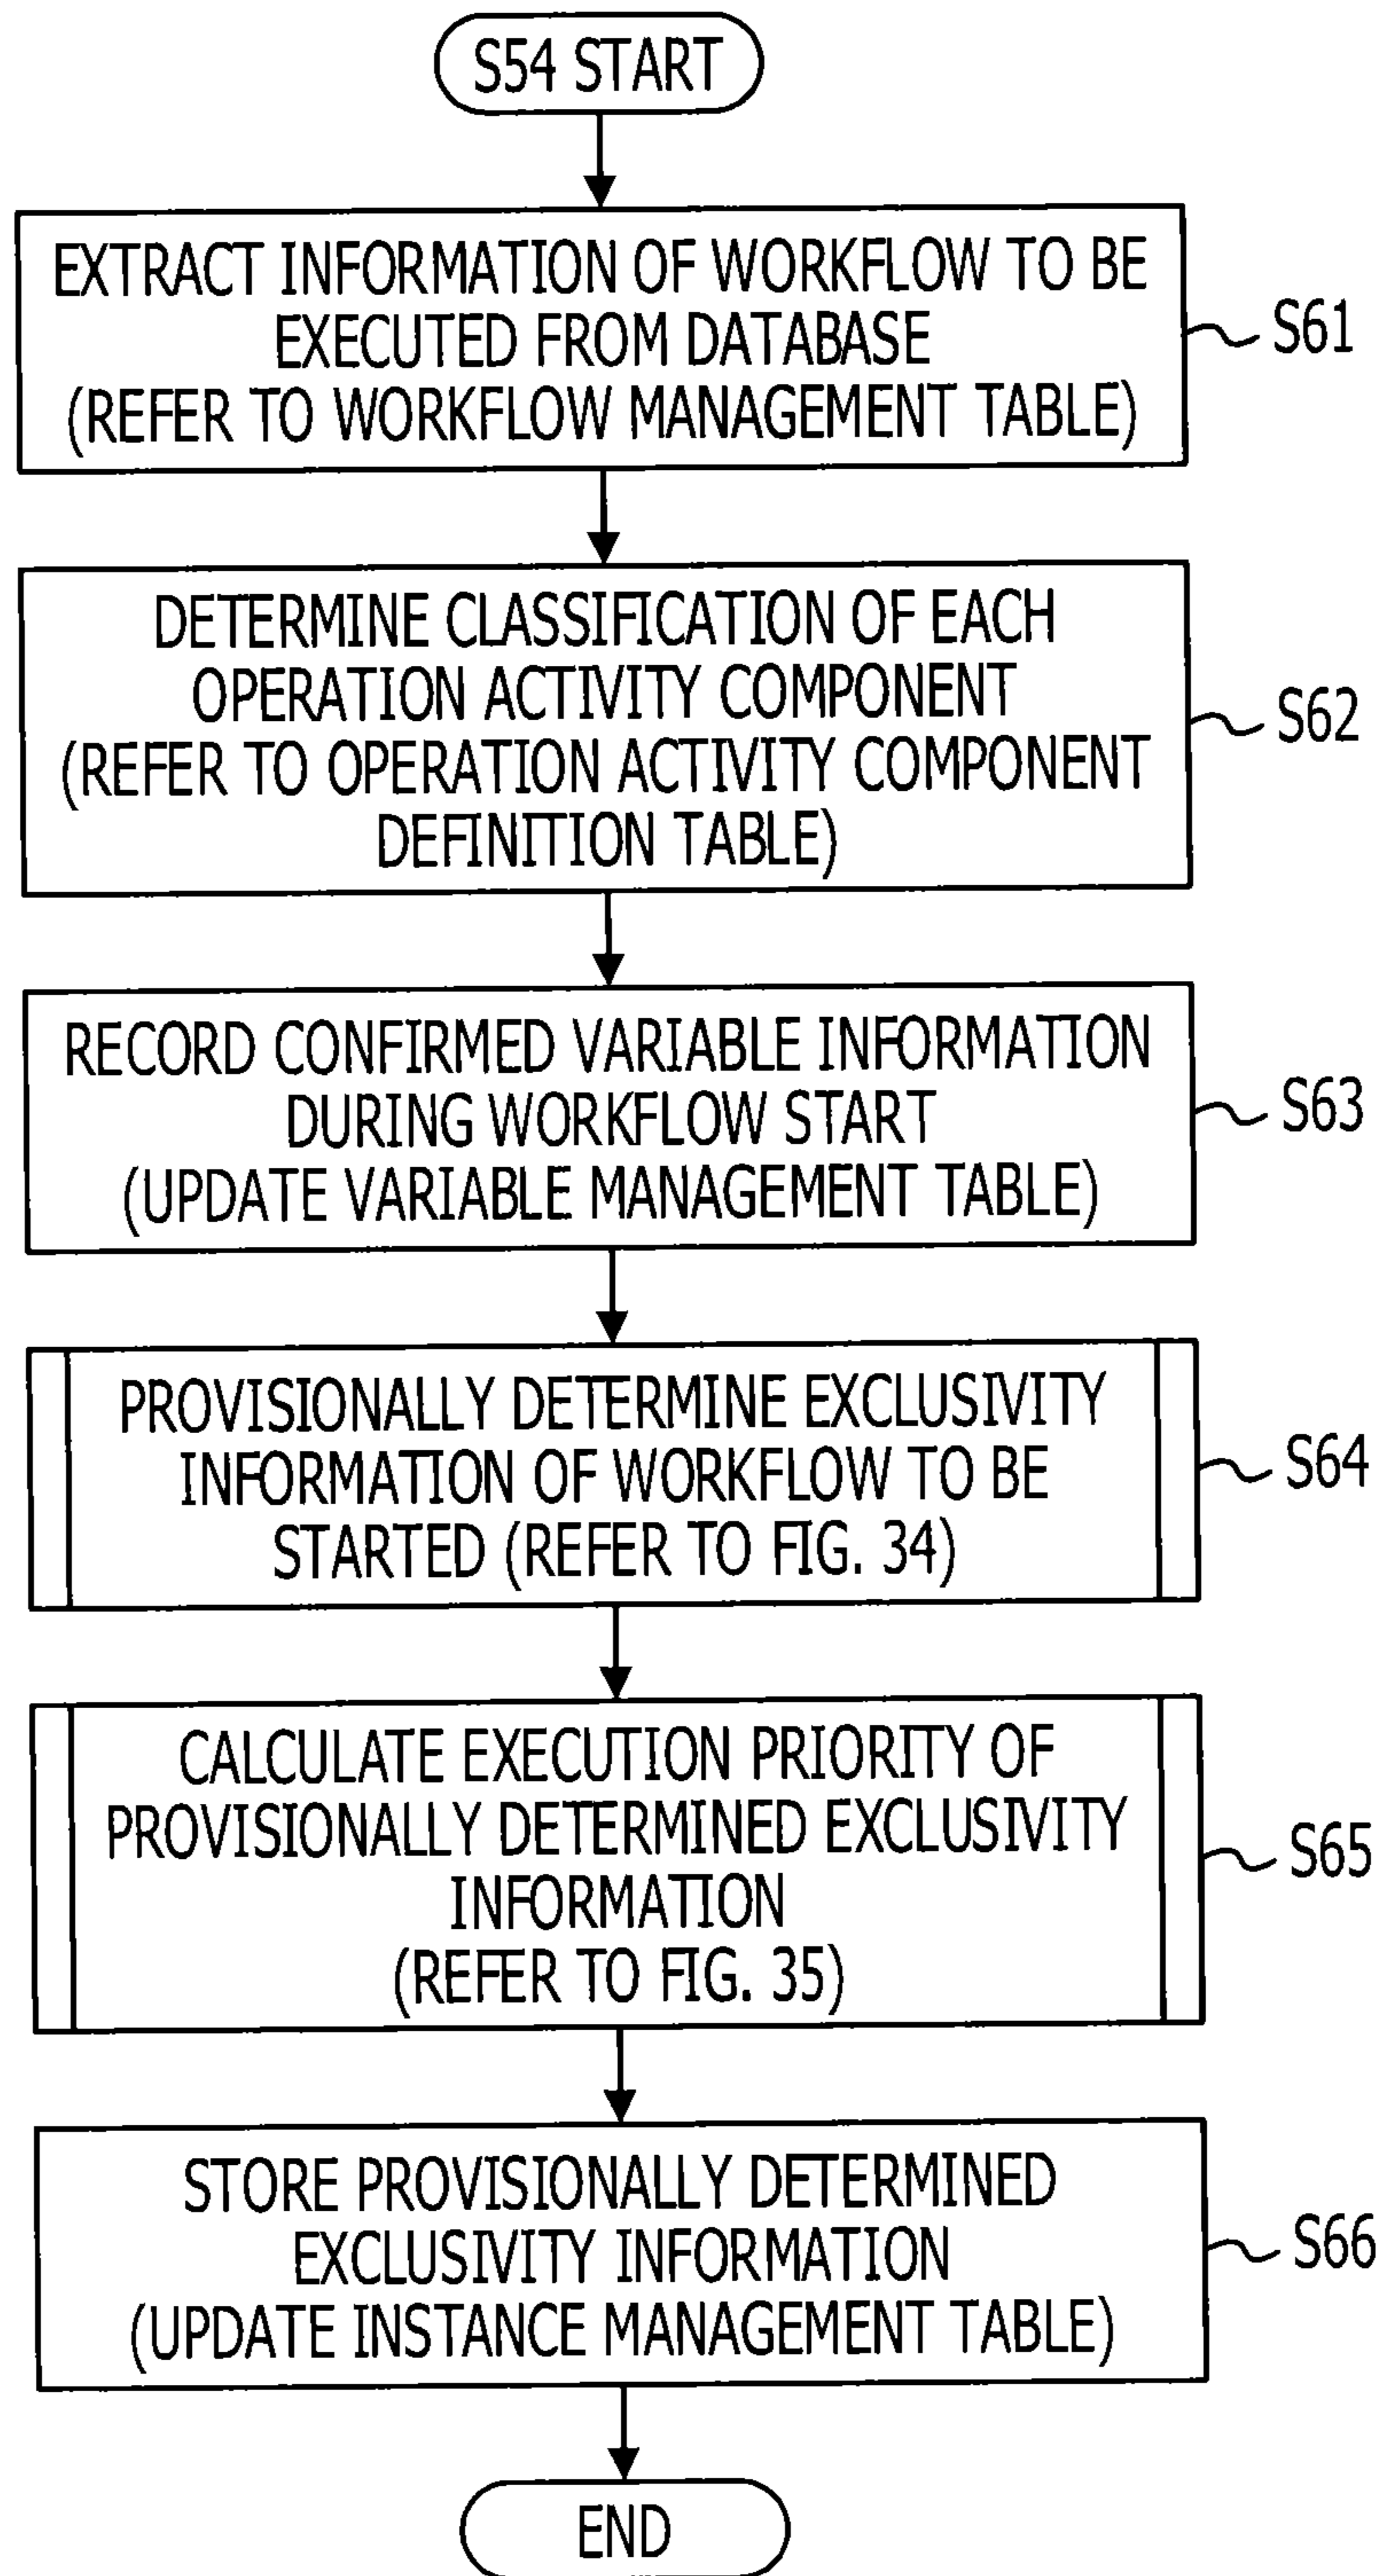 S54 START
EXTRACT INFORMATION OF WORKFLOW TO BE
EXECUTED FROM DATABASE
(REFER TO WORKFLOW MANAGEMENT TABLE)
S61
DETERMINE CLASSIFICATION OF EACH
OPERATION ACTIVITY COMPONENT
(REFER TO OPERATION ACTIVITY COMPONENT
DEFINITION TABLE)
S62
RECORD CONFIRMED VARIABLE INFORMATION
DURING WORKFLOW START
(UPDATE VARIABLE MANAGEMENT TABLE)
S63
PROVISIONALLY DETERMINE EXCLUSIVITY
INFORMATION OF WORKFLOW TO BE
STARTED (REFER TO FIG. 34)
S64
CALCULATE EXECUTION PRIORITY OF
PROVISIONALLY DETERMINED EXCLUSIVITY
INFORMATION
(REFER TO FIG. 35)
S65
STORE PROVISIONALLY DETERMINED
EXCLUSIVITY INFORMATION
(UPDATE INSTANCE MANAGEMENT TABLE)
S66
END